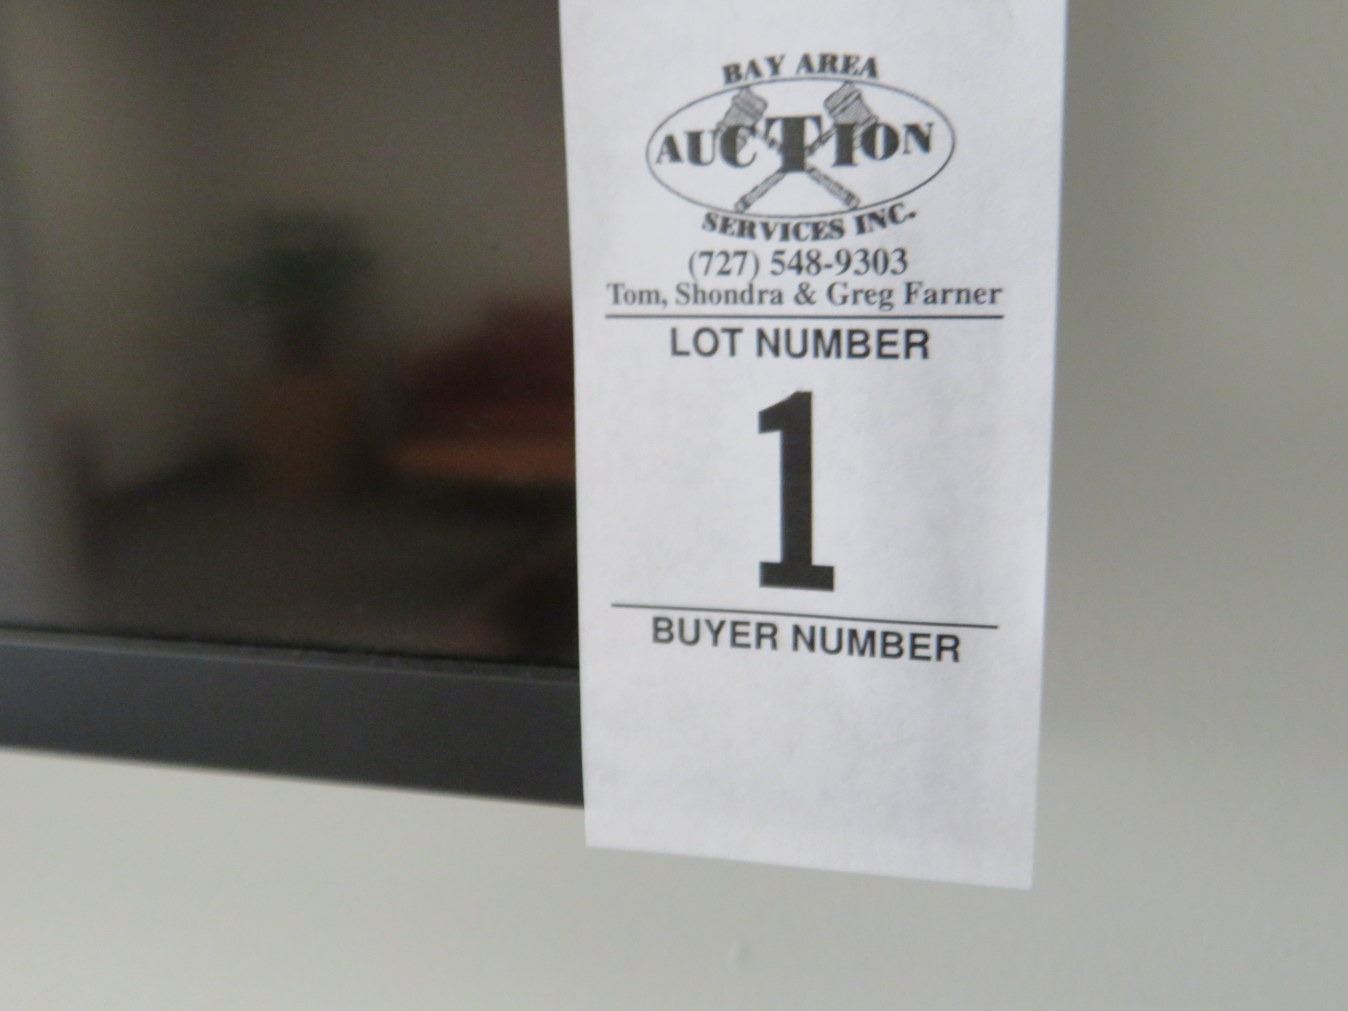 BAY AREA
AUCTION
SERVICES INC.
(727) 548-9303
Tom, Shondra & Greg Farner
LOT NUMBER
1
BUYER NUMBER